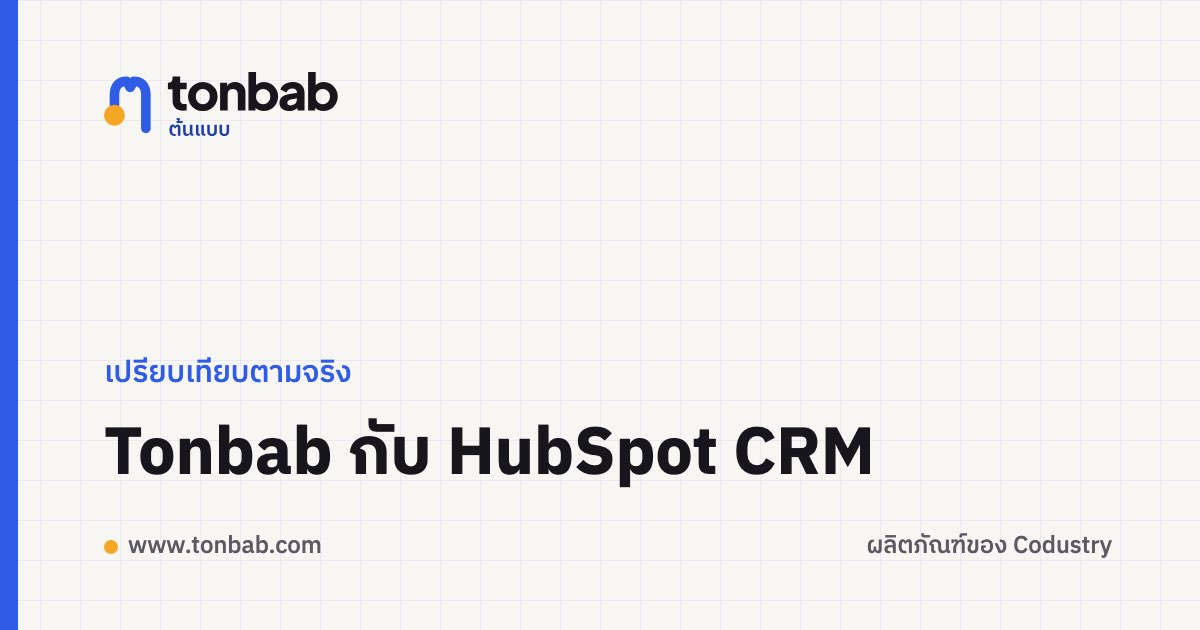 tonbab
ต้นแบบ
เปรียบเทียบตามจริง
Tonbab กับ HubSpot CRM
www.tonbab.com
ผลิตภัณฑ์ของ Codustry